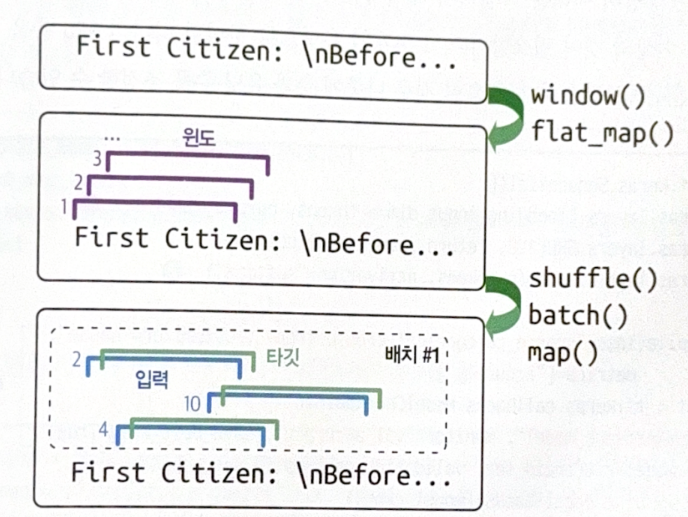 First Citizen: \nBefore...
window()
flat_map()
... 윈도
3
2
1
First Citizen: \nBefore...
shuffle()
batch()
map()
2 타깃 배치 #1
입력
10
4
First Citizen: \nBefore...